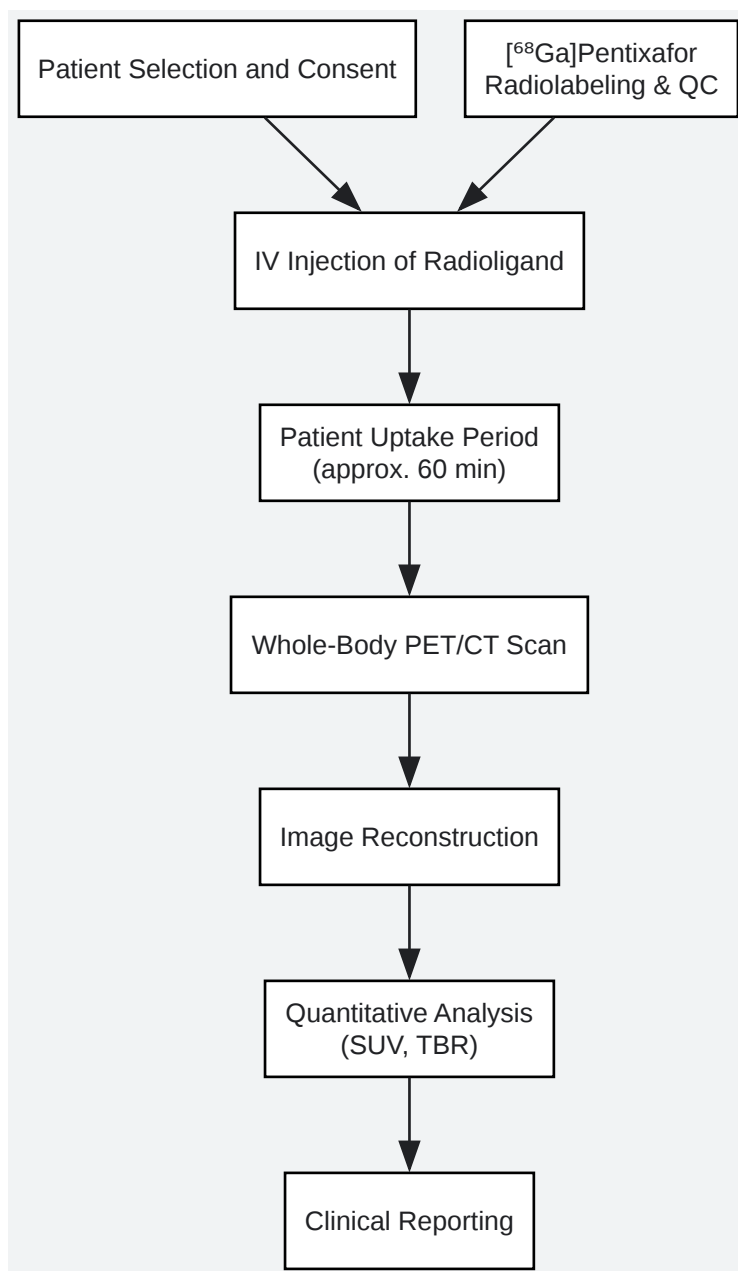 Patient Selection and Consent
[⁶⁸Ga]Pentixafor
Radiolabeling & QC
IV Injection of Radioligand
Patient Uptake Period
(approx. 60 min)
Whole-Body PET/CT Scan
Image Reconstruction
Quantitative Analysis
(SUV, TBR)
Clinical Reporting